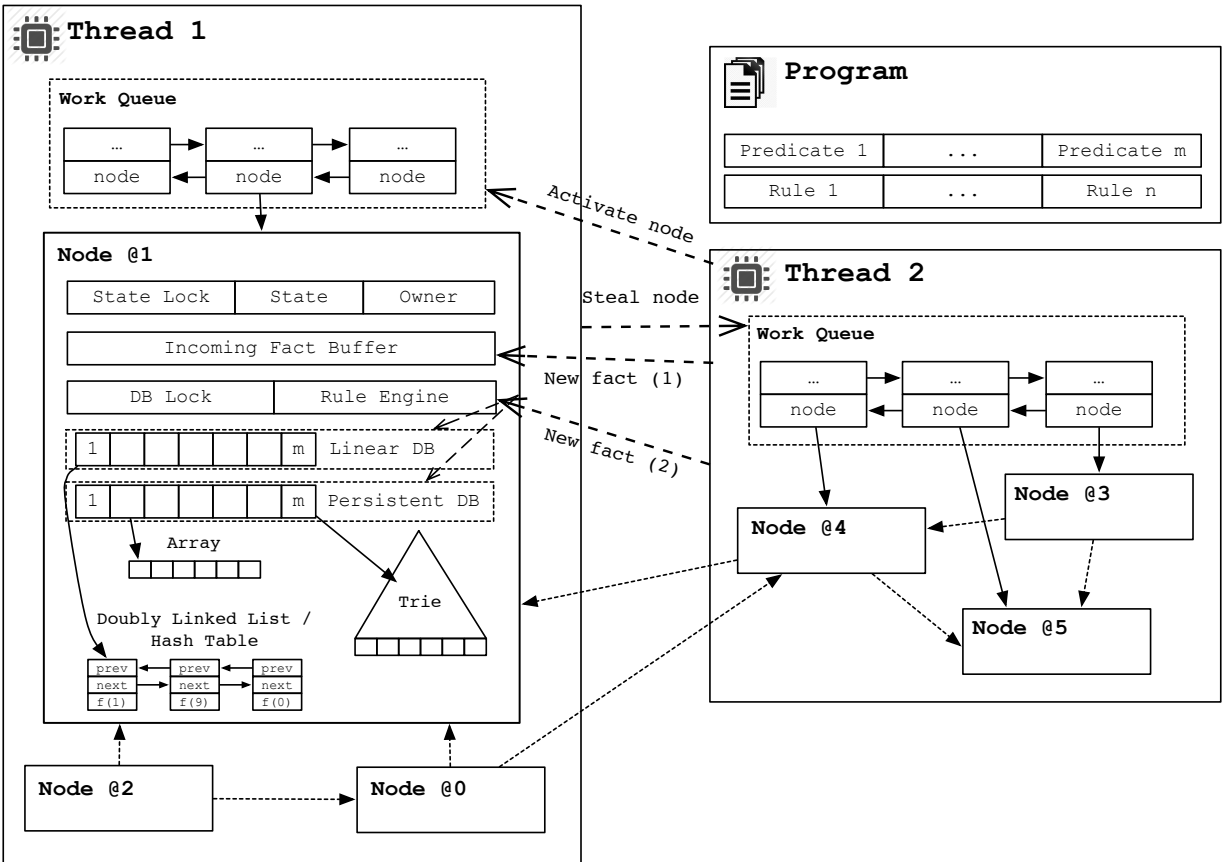 Thread 1
Work Queue
… … …
node node node
Node @1
State Lock State Owner
Incoming Fact Buffer
DB Lock Rule Engine
1 m Linear DB
1 m Persistent DB
Array
Trie
Doubly Linked List /
Hash Table
prev prev prev
next next next
f(1) f(9) f(0)
Node @2
Node @0
Activate node
Steal node
New fact (1)
New fact (2)
Program
Predicate 1 ... Predicate m
Rule 1 ... Rule n
Thread 2
Work Queue
… … …
node node node
Node @3
Node @4
Node @5